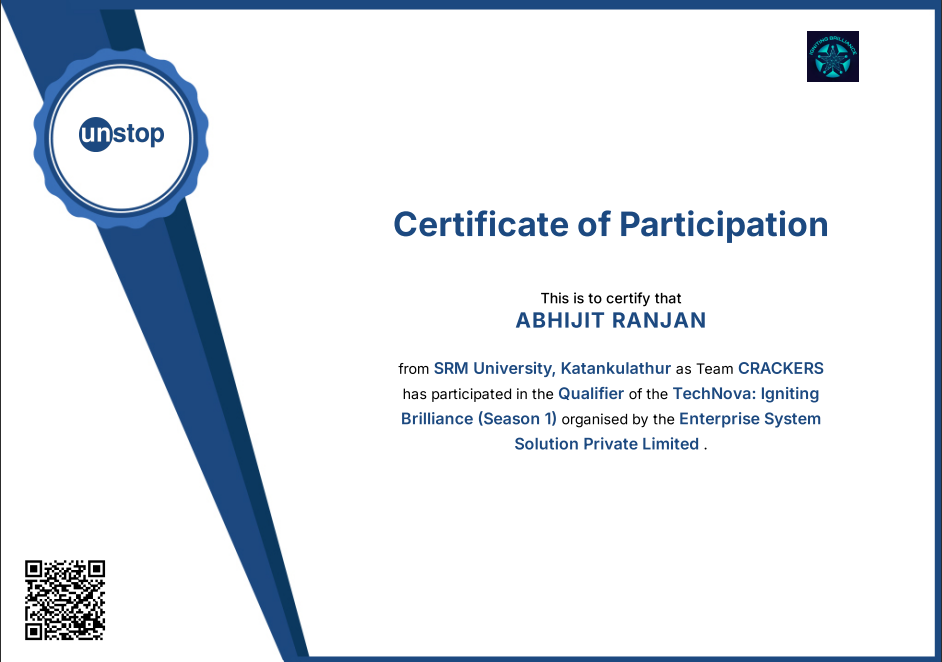 IGNITING BRILLIANCE
unstop
Certificate of Participation
This is to certify that
ABHIJIT RANJAN
from SRM University, Katankulathur as Team CRACKERS
has participated in the Qualifier of the TechNova: Igniting
Brilliance (Season 1) organised by the Enterprise System
Solution Private Limited .